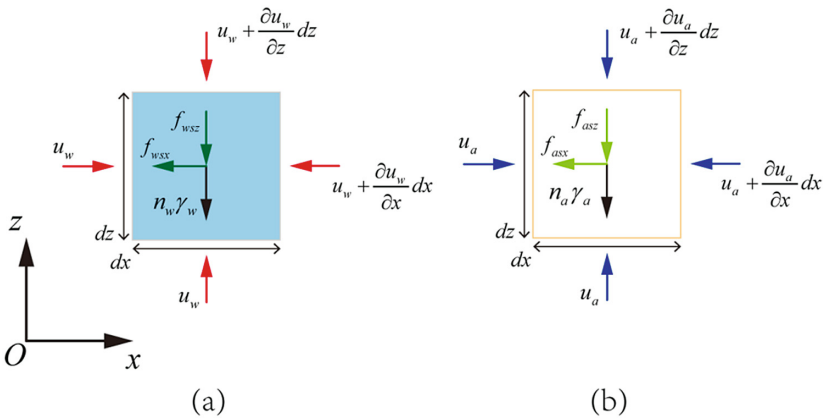 u_w + ∂u_w/∂z dz
u_a + ∂u_a/∂z dz
f_wsz
f_asz
u_w
f_wsx
u_a
f_asx
u_w + ∂u_w/∂x dx
u_a + ∂u_a/∂x dx
n_wγ_w
n_aγ_a
z
dz
dz
dx
dx
u_w
u_a
O
x
(a)
(b)